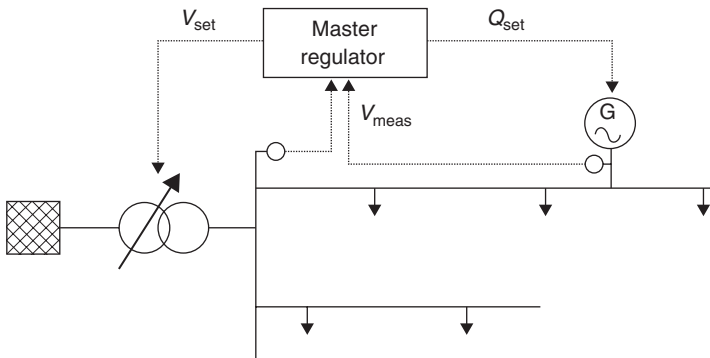 V_set
Master
regulator
Q_set
V_meas
G